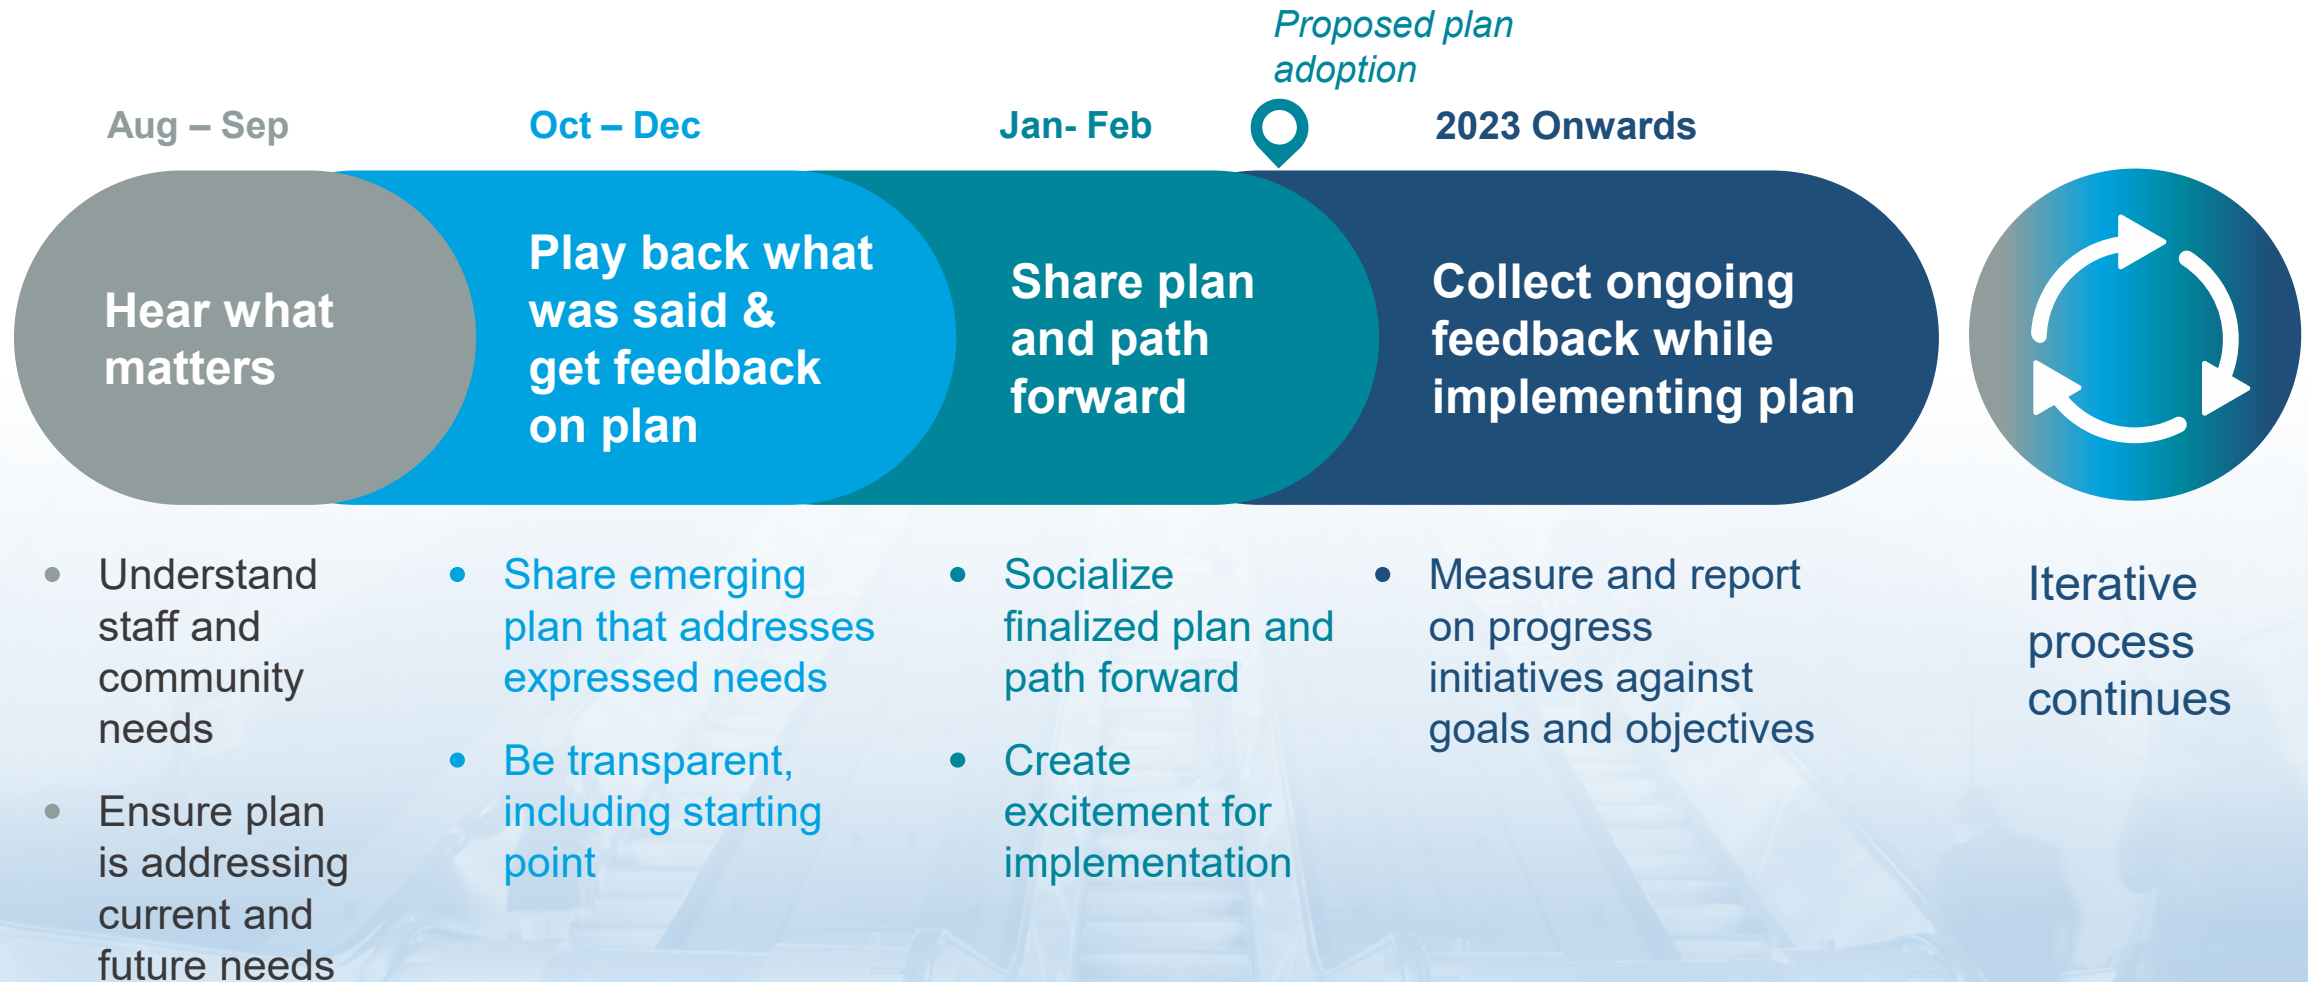 Proposed plan
adoption
Aug – Sep
Oct – Dec
Jan- Feb
2023 Onwards
Hear what
matters
Play back what
was said &
get feedback
on plan
Share plan
and path
forward
Collect ongoing
feedback while
implementing plan
• Understand
staff and
community
needs
• Ensure plan
is addressing
current and
future needs
• Share emerging
plan that addresses
expressed needs
• Be transparent,
including starting
point
• Socialize
finalized plan and
path forward
• Create
excitement for
implementation
• Measure and report
on progress
initiatives against
goals and objectives
Iterative
process
continues